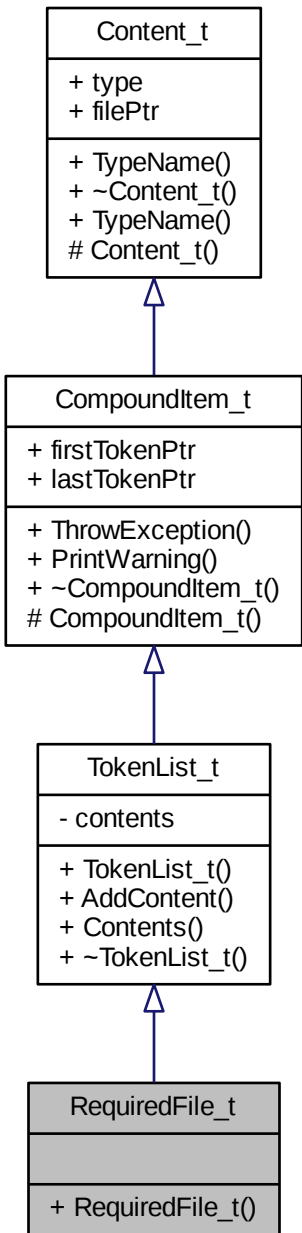 Content_t
+ type
+ filePtr
+ TypeName()
+ ~Content_t()
+ TypeName()
# Content_t()
CompoundItem_t
+ firstTokenPtr
+ lastTokenPtr
+ ThrowException()
+ PrintWarning()
+ ~CompoundItem_t()
# CompoundItem_t()
TokenList_t
- contents
+ TokenList_t()
+ AddContent()
+ Contents()
+ ~TokenList_t()
RequiredFile_t
+ RequiredFile_t()